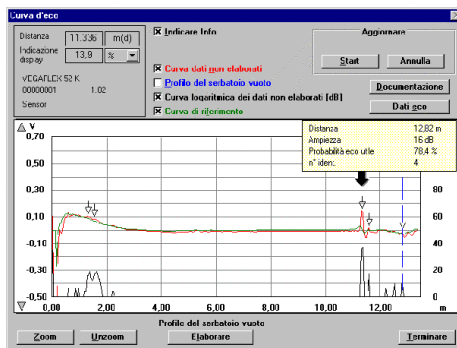 Curva d'eco
Distanza 11.336 m(d)
Indicazione display 13,9 %
VEGAFLEX 52 K
00000001 1.02
Sensor
Indicare Info
Curva dati non elaborati
Profilo del serbatoio vuoto
Curva logaritmica dei dati non elaborati [dB]
Curva di riferimento
Aggiornare
Start Annulla
Documentazione
Dati eco
Distanza 12,82 m
Ampiezza 16 dB
Probabilità eco utile 78,4 %
n° ident. 4
V
0,70
0,50
0,30
0,10
-0,10
-0,30
-0,50
80
60
40
20
0
0,00 2,00 4,00 6,00 8,00 10,00 12,00 m
Profilo del serbatoio vuoto
Zoom Unzoom Elaborare Terminare